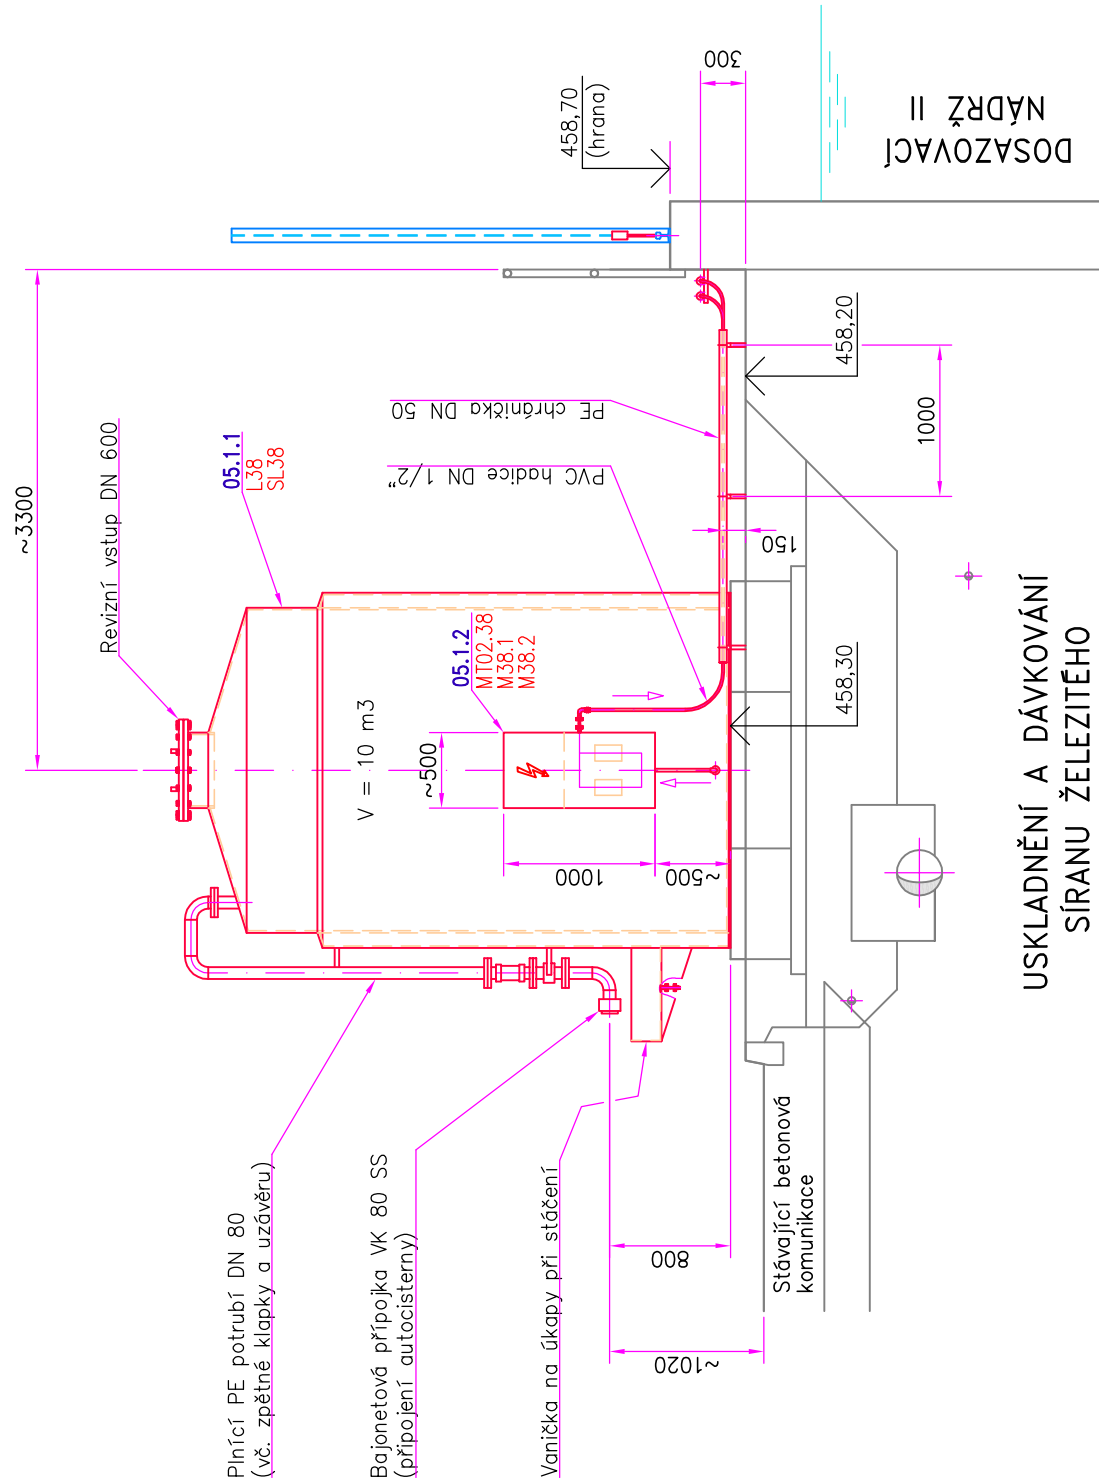 ~3300
Revizní vstup DN 600
05.1.1
L38
SL38
458,70
(hrana)
300
DOSAZOVACÍ
NÁDRŽ II
PE chránička DN 50
PVC hadice DN 1/2"
458,20
1000
150
V = 10 m3
05.1.2
MT02.38
M38.1
M38.2
~500
1000
~500
458,30
Plnící PE potrubí DN 80
(vč. zpětné klapky a uzávěru)
Bajonetová přípojka VK 80 SS
(připojení autocisterny)
Vanička na úkapy při stáčení
800
~1020
Stávající betonová
komunikace
USKLADNĚNÍ A DÁVKOVÁNÍ
SÍRANU ŽELEZITÉHO